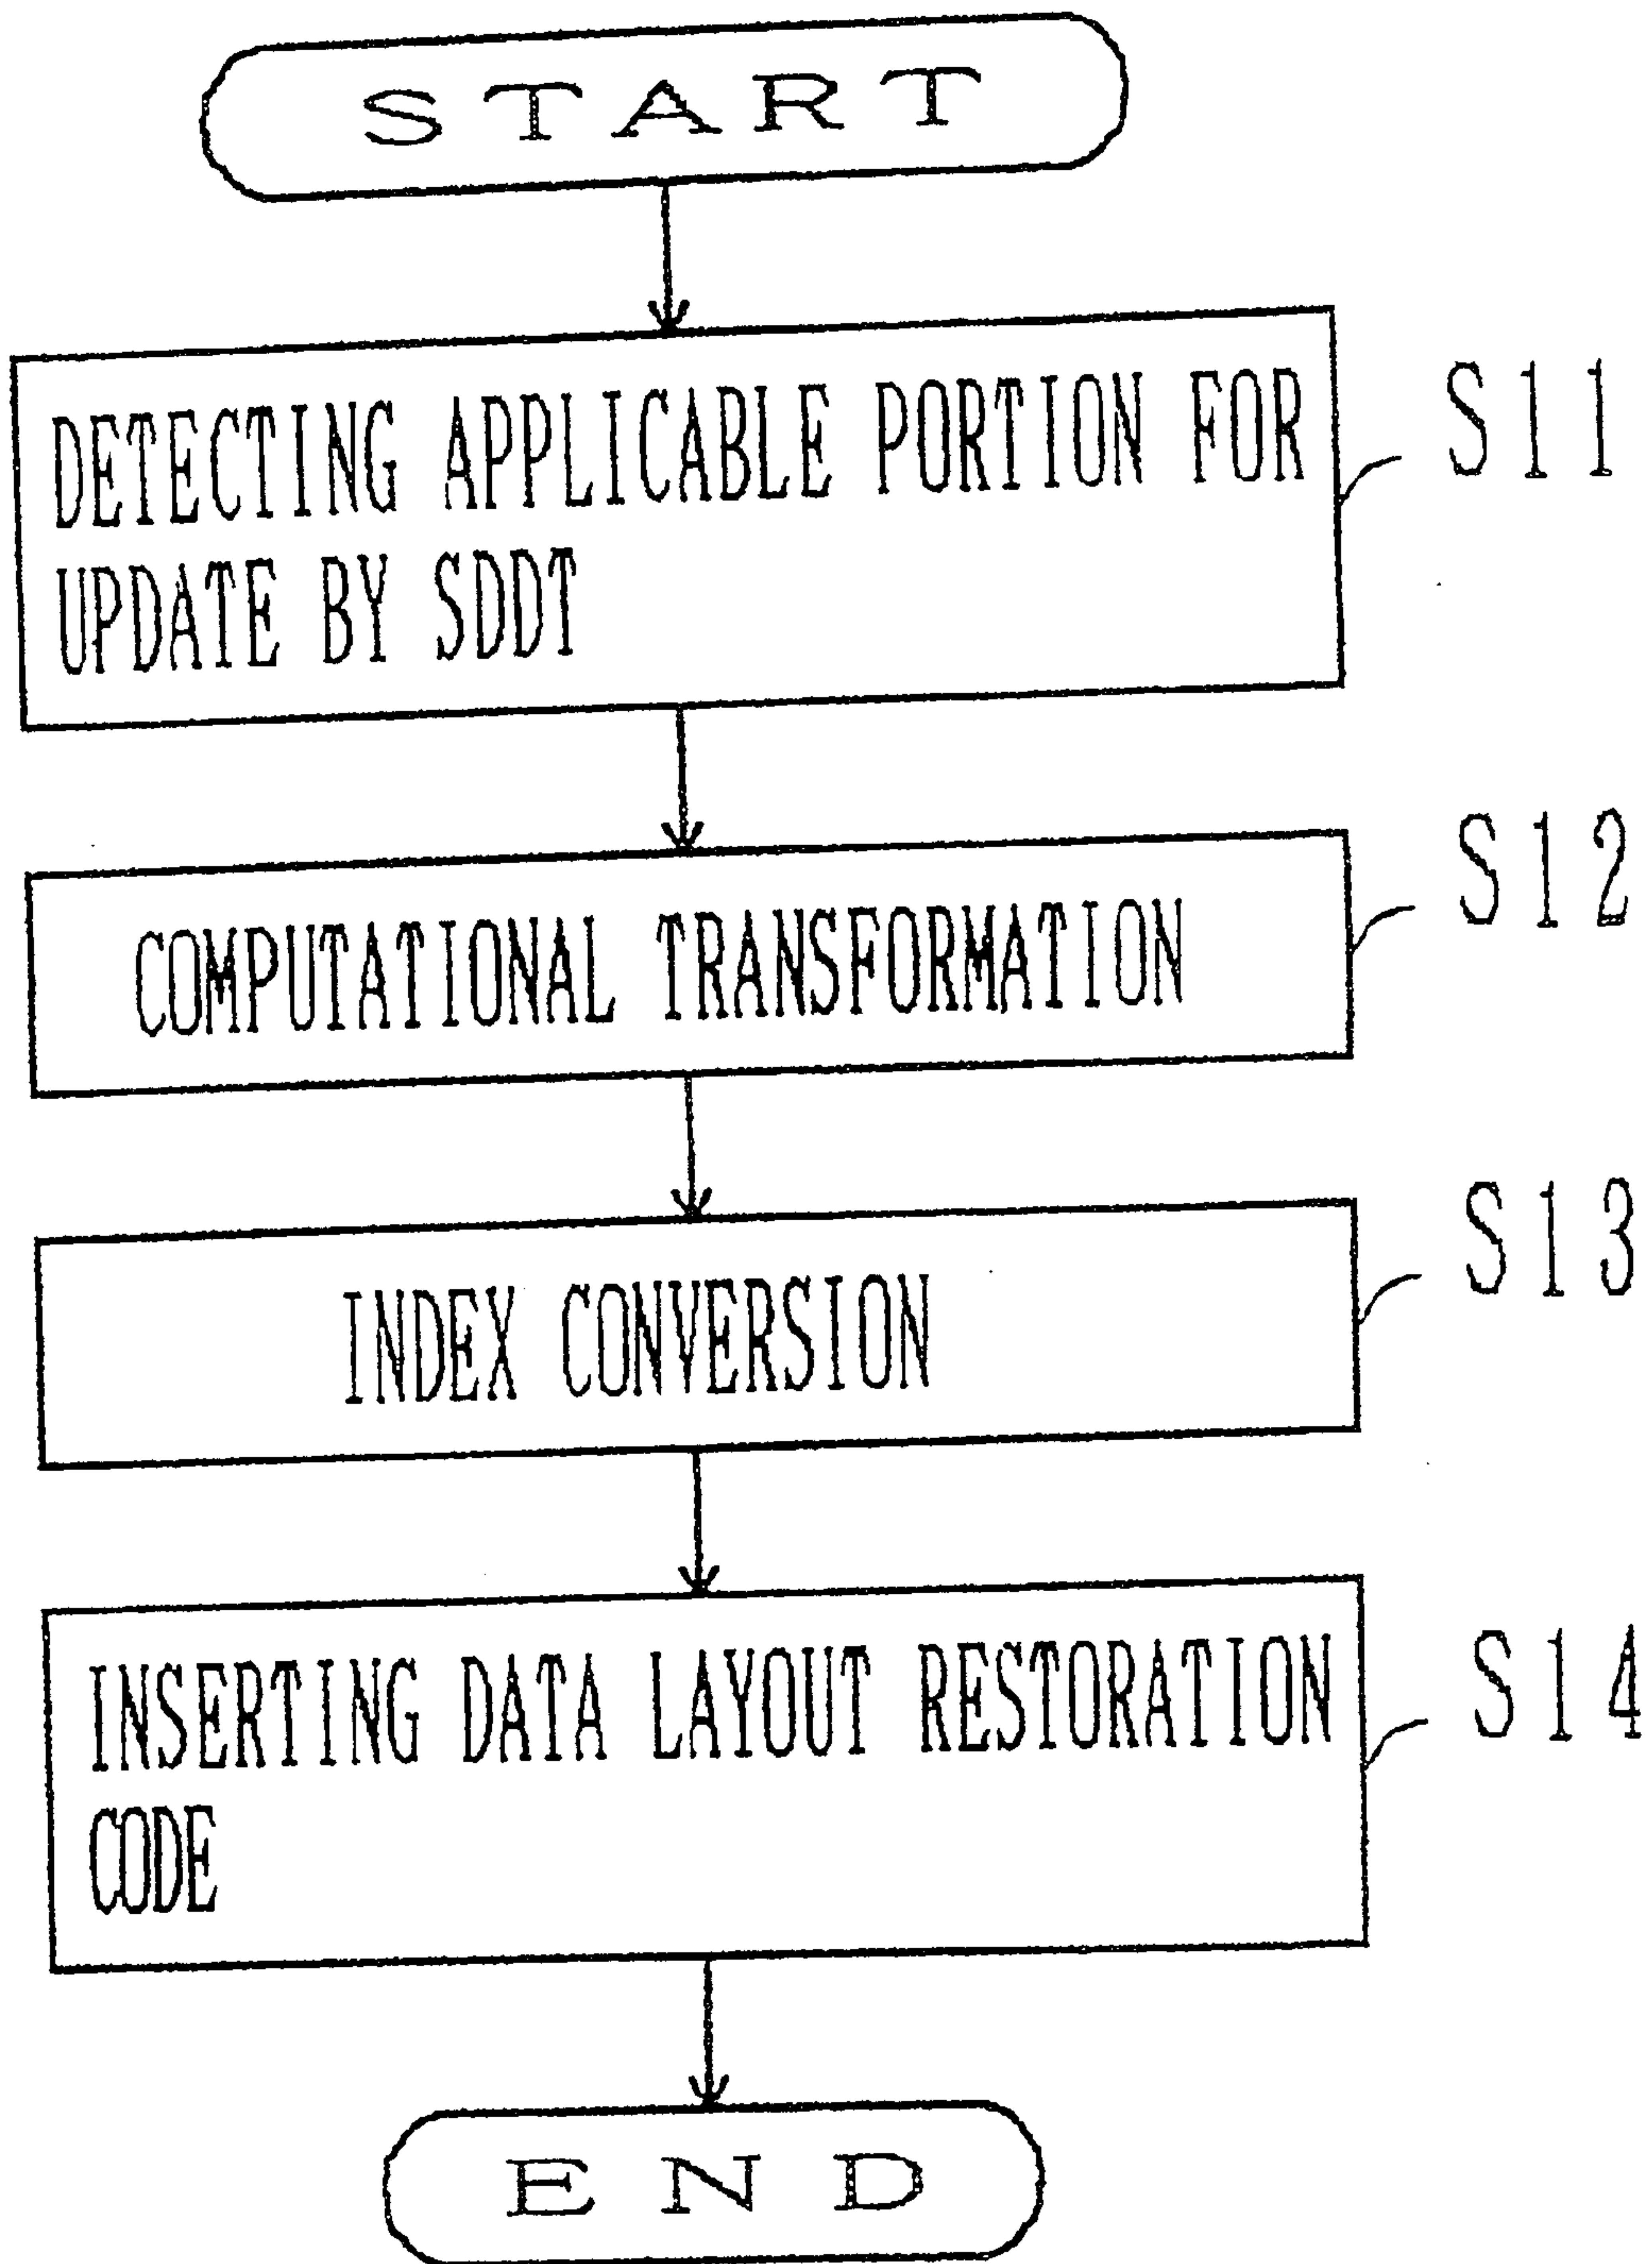 START
DETECTING APPLICABLE PORTION FOR
UPDATE BY SDDT
S11
COMPUTATIONAL TRANSFORMATION
S12
INDEX CONVERSION
S13
INSERTING DATA LAYOUT RESTORATION
CODE
S14
END